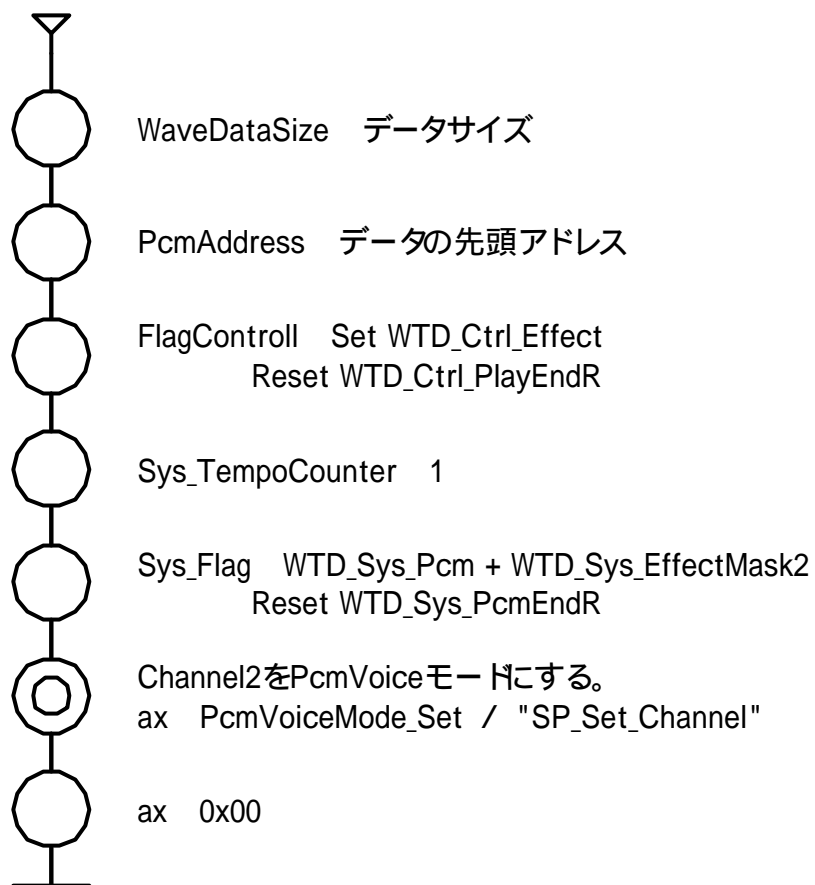 WaveDataSize データサイズ
PcmAddress データの先頭アドレス
FlagControll Set WTD_Ctrl_Effect
Reset WTD_Ctrl_PlayEndR
Sys_TempoCounter 1
Sys_Flag WTD_Sys_Pcm + WTD_Sys_EffectMask2
Reset WTD_Sys_PcmEndR
Channel2をPcmVoiceモードにする。
ax PcmVoiceMode_Set / "SP_Set_Channel"
ax 0x00